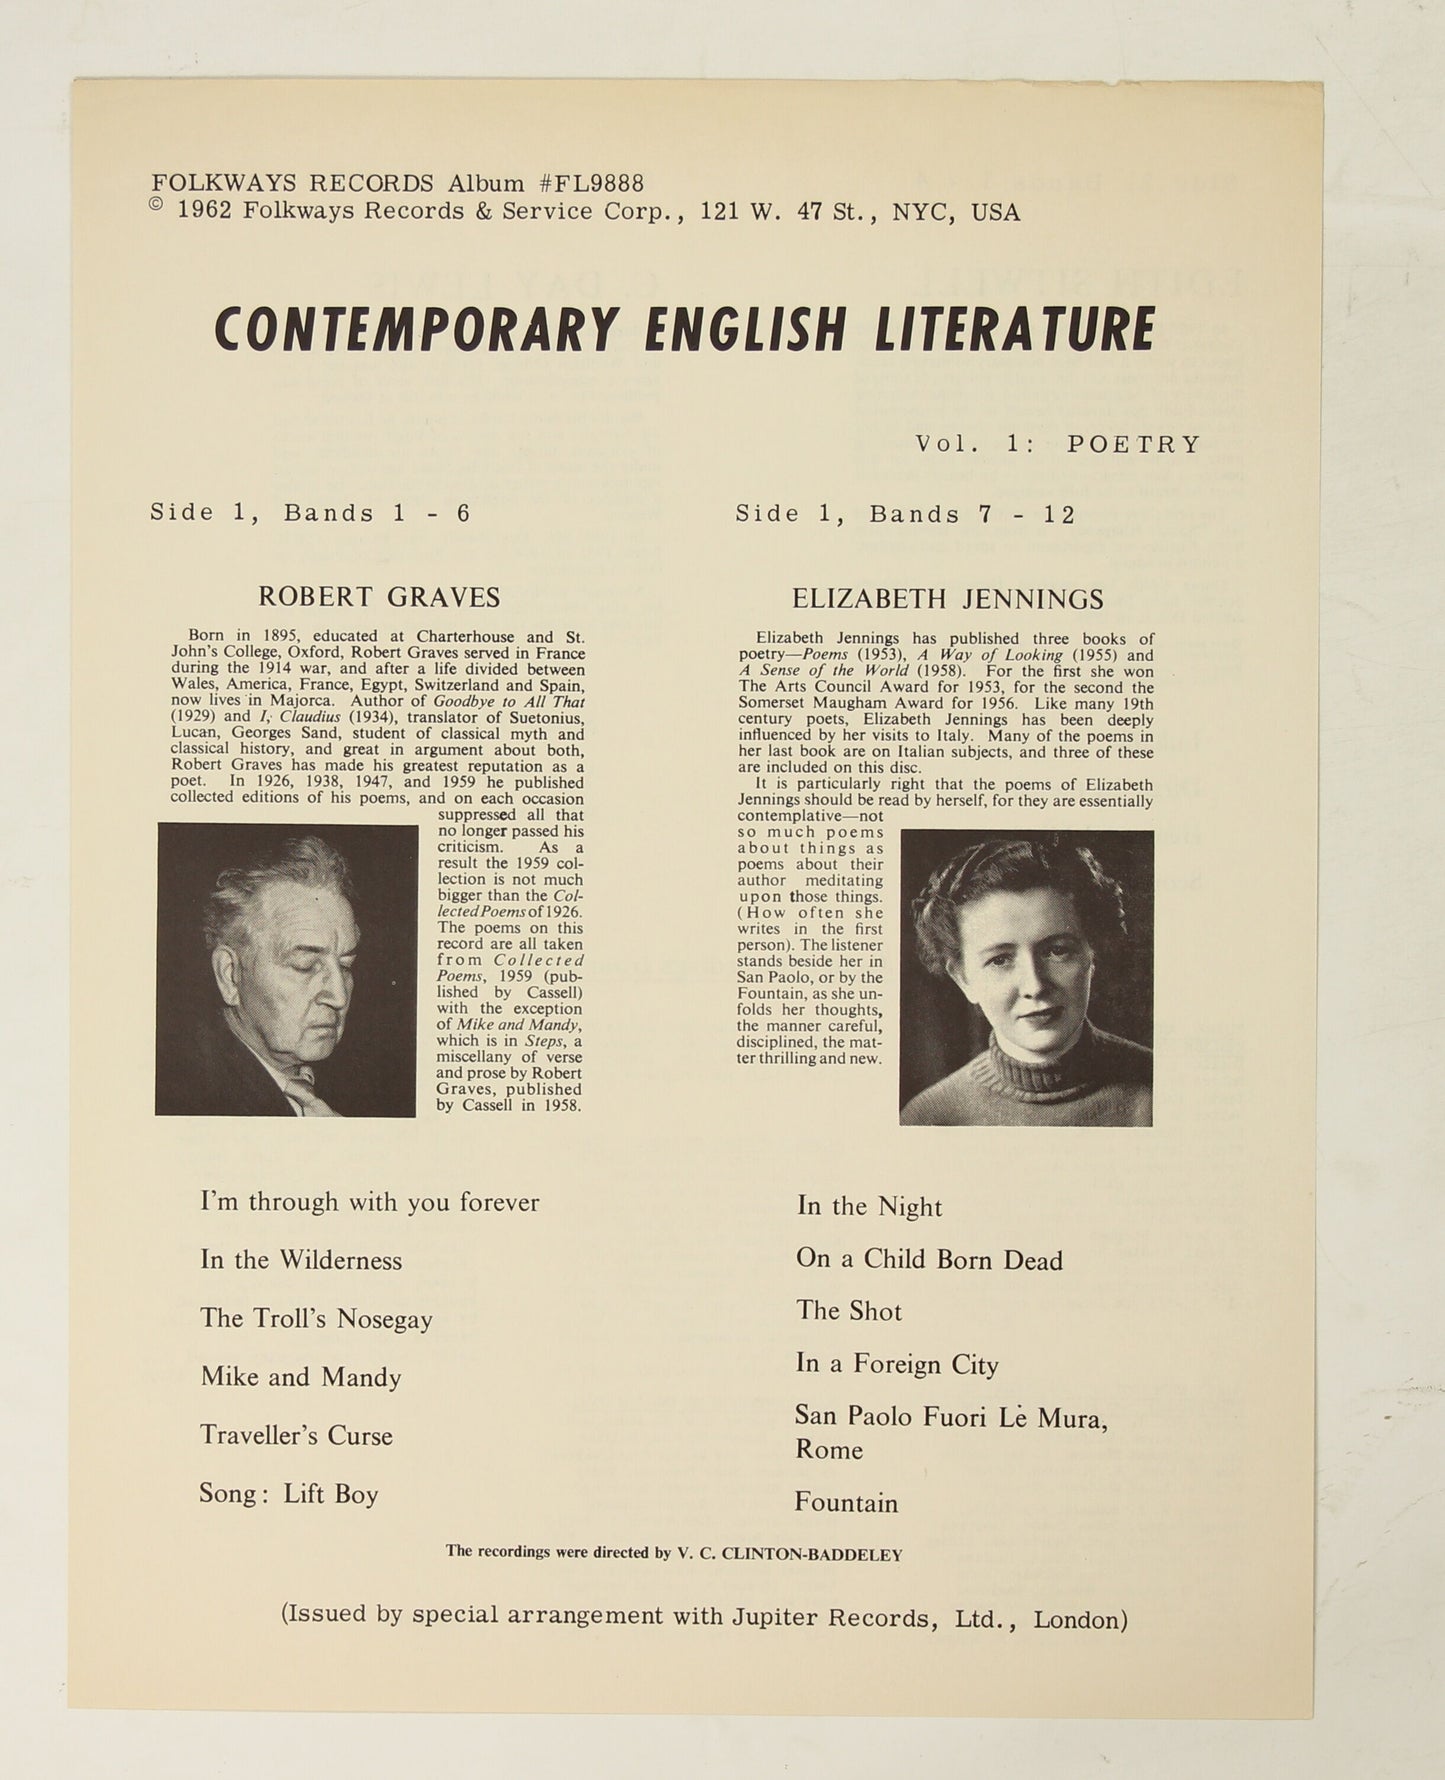 FOLKWAYS RECORDS Album #FL9888
© 1962 Folkways Records & Service Corp., 121 W. 47 St., NYC, USA
CONTEMPORARY ENGLISH LITERATURE
Vol. 1: POETRY
Side 1, Bands 1 - 6
ROBERT GRAVES
Born in 1895, educated at Charterhouse and St.
John's College, Oxford, Robert Graves served in France
during the 1914 war, and after a life divided between
Wales, America, France, Egypt, Switzerland and Spain,
now lives in Majorca. Author of Goodbye to All That
(1929) and I, Claudius (1934), translator of Suetonius,
Lucan, Georges Sand, student of classical myth and
classical history, and great in argument about both,
Robert Graves has made his greatest reputation as a
poet. In 1926, 1938, 1947, and 1959 he published
collected editions of his poems, and on each occasion
suppressed all that
no longer passed his
criticism. As a
result the 1959 col-
lection is not much
bigger than the Col-
lected Poems of 1926.
The poems on this
record are all taken
from Collected
Poems, 1959 (pub-
lished by Cassell)
with the exception
of Mike and Mandy,
which is in Steps, a
miscellany of verse
and prose by Robert
Graves, published
by Cassell in 1958.
I'm through with you forever
In the Wilderness
The Troll's Nosegay
Mike and Mandy
Traveller's Curse
Song: Lift Boy
Side 1, Bands 7 - 12
ELIZABETH JENNINGS
Elizabeth Jennings has published three books of
poetry—Poems (1953), A Way of Looking (1955) and
A Sense of the World (1958). For the first she won
The Arts Council Award for 1953, for the second the
Somerset Maugham Award for 1956. Like many 19th
century poets, Elizabeth Jennings has been deeply
influenced by her visits to Italy. Many of the poems in
her last book are on Italian subjects, and three of these
are included on this disc.
It is particularly right that the poems of Elizabeth
Jennings should be read by herself, for they are essentially
contemplative—not
so much poems
about things as
poems about their
author meditating
upon those things.
(How often she
writes in the first
person). The listener
stands beside her in
San Paolo, or by the
Fountain, as she un-
folds her thoughts,
the manner careful,
disciplined, the mat-
ter thrilling and new.
In the Night
On a Child Born Dead
The Shot
In a Foreign City
San Paolo Fuori Lè Mura,
Rome
Fountain
The recordings were directed by V. C. CLINTON-BADDELEY
(Issued by special arrangement with Jupiter Records, Ltd., London)